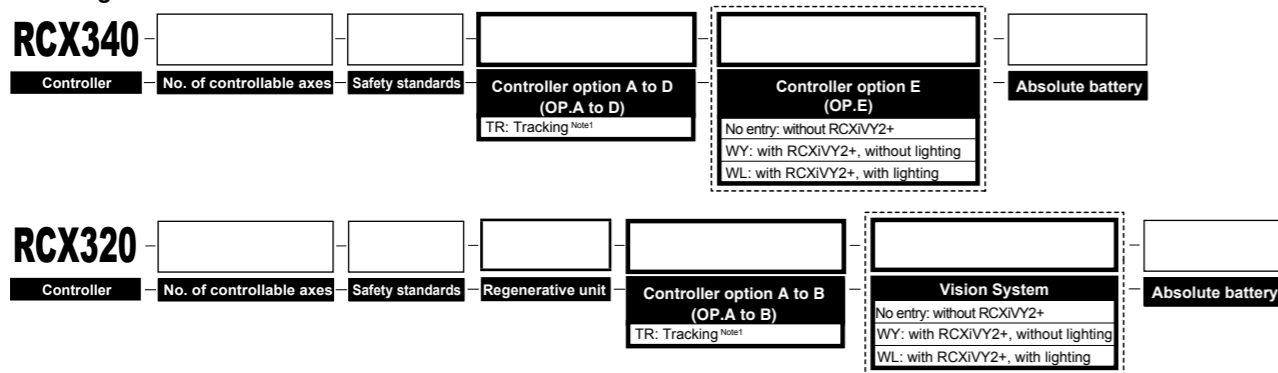 RCX340 - - - - -
Controller - No. of controllable axes - Safety standards - Controller option A to D (OP.A to D) - Controller option E (OP.E) - Absolute battery
TR: Tracking Note1
No entry: without RCXiVY2+
WY: with RCXiVY2+, without lighting
WL: with RCXiVY2+, with lighting
RCX320 - - - - - -
Controller - No. of controllable axes - Safety standards - Regenerative unit - Controller option A to B (OP.A to B) - Vision System - Absolute battery
TR: Tracking Note1
No entry: without RCXiVY2+
WY: with RCXiVY2+, without lighting
WL: with RCXiVY2+, with lighting